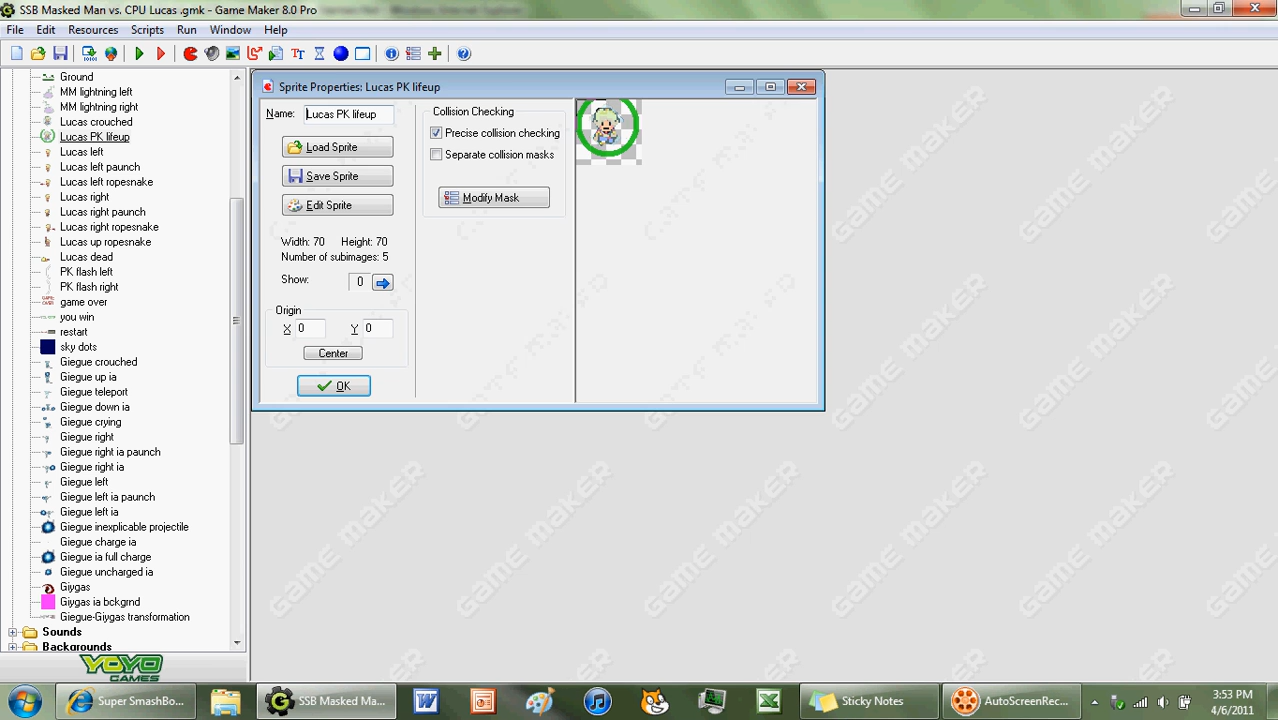 SSB Masked Man vs. CPU Lucas .gmk - Game Maker 8.0 Pro
File Edit Resources Scripts Run Window Help
Ground
MM lightning left
MM lightning right
Lucas crouched
Lucas PK lifeup
Lucas left
Lucas left paunch
Lucas left ropesnake
Lucas right
Lucas right paunch
Lucas right ropesnake
Lucas up ropesnake
Lucas dead
PK flash left
PK flash right
game over
you win
restart
sky dots
Giegue crouched
Giegue up ia
Giegue teleport
Giegue down ia
Giegue crying
Giegue right
Giegue right ia paunch
Giegue right ia
Giegue left
Giegue left ia paunch
Giegue left ia
Giegue inexplicable projectile
Giegue charge ia
Giegue ia full charge
Giegue uncharged ia
Giygas
Giygas ia bckgrnd
Giegue-Giygas transformation
Sounds
Backgrounds
YOYO
GAMES
Sprite Properties: Lucas PK lifeup
Name: Lucas PK lifeup
Load Sprite
Save Sprite
Edit Sprite
Width: 70 Height: 70
Number of subimages: 5
Show: 0
Origin
X 0 Y 0
Center
OK
Collision Checking
Precise collision checking
Separate collision masks
Modify Mask
Game Maker
Super SmashBo...
SSB Masked Ma...
Sticky Notes
AutoScreenRec...
3:53 PM
4/6/2011